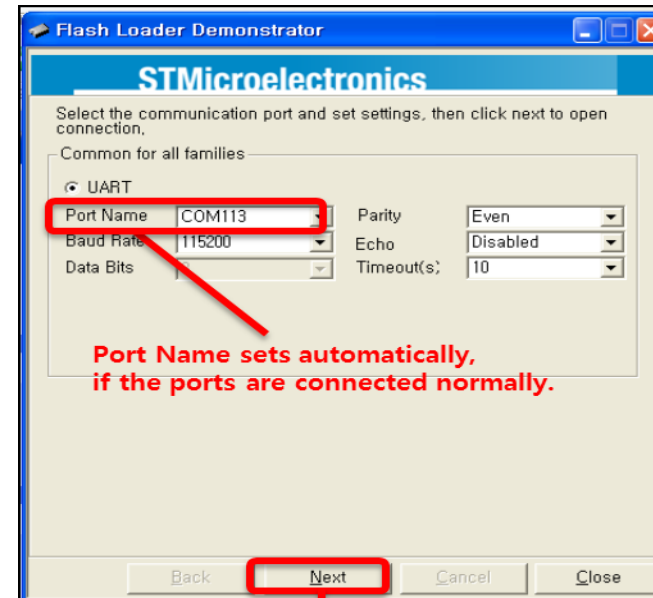 Flash Loader Demonstrator
STMicroelectronics
Select the communication port and set settings, then click next to open
connection,
Common for all families
UART
Port Name COM113 Parity Even
Baud Rate 115200 Echo Disabled
Data Bits Timeout(s) 10
Port Name sets automatically,
if the ports are connected normally.
Back Next Cancel Close